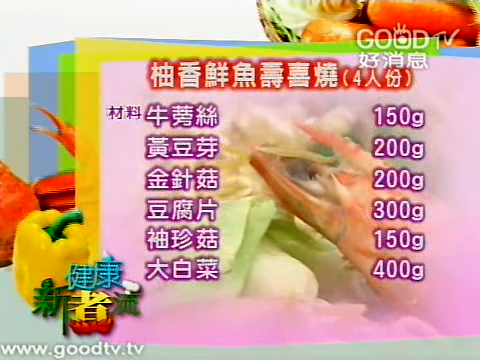 GOODTV
好消息
柚香鮮魚壽喜燒(4人份)
材料 牛蒡絲 150g
黃豆芽 200g
金針菇 200g
豆腐片 300g
袖珍菇 150g
大白菜 400g
健康
新煮流
www.goodtv.tv